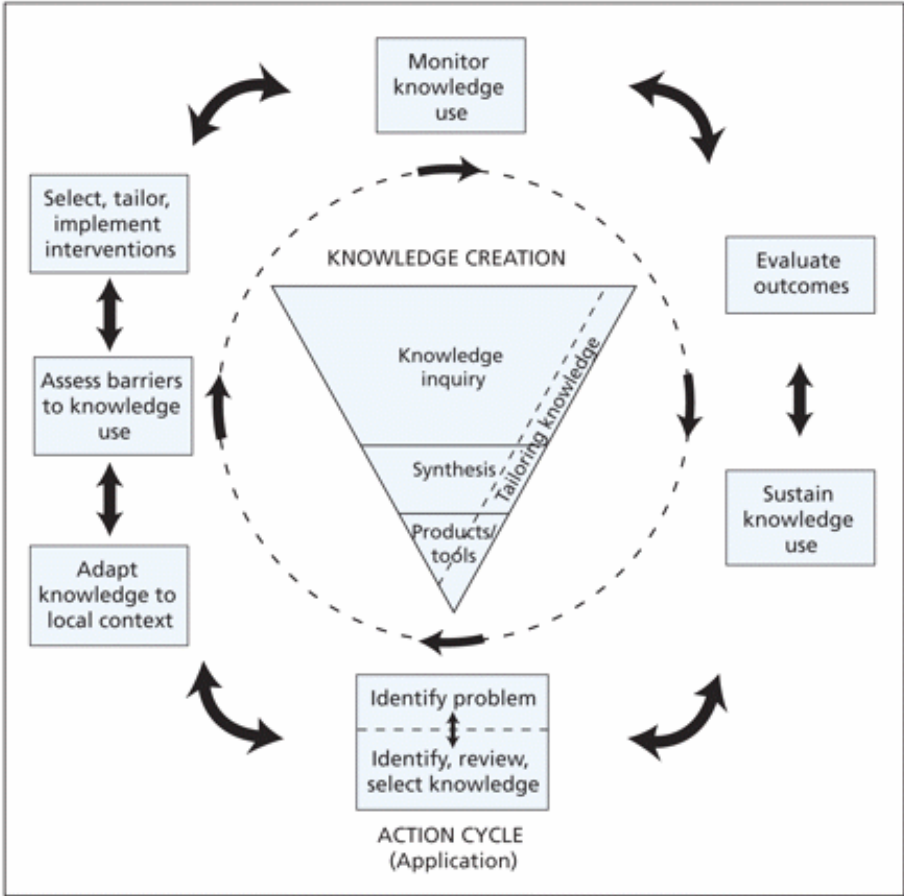 Monitor
knowledge
use
Select, tailor,
implement
interventions
Evaluate
outcomes
KNOWLEDGE CREATION
Knowledge
inquiry
Tailoring knowledge
Synthesis
Products/
tools
Assess barriers
to knowledge
use
Sustain
knowledge
use
Adapt
knowledge to
local context
Identify problem
Identify, review,
select knowledge
ACTION CYCLE
(Application)